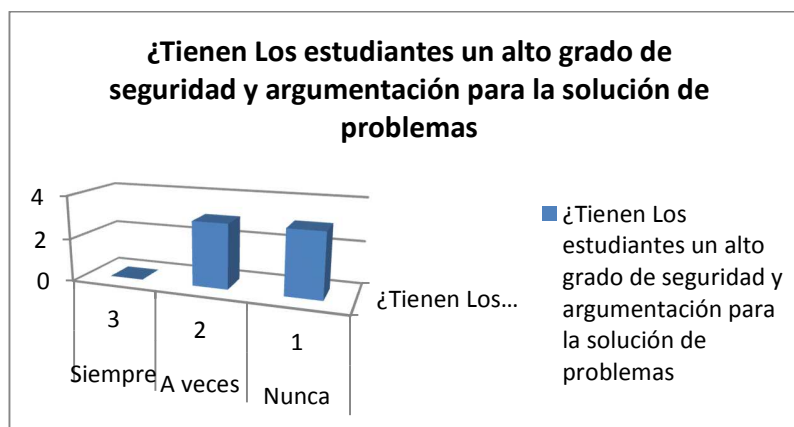 ¿Tienen Los estudiantes un alto grado de
seguridad y argumentación para la solución de
problemas
4
2
0
3
2
1
Siempre
A veces
Nunca
¿Tienen Los...
¿Tienen Los
estudiantes un alto
grado de seguridad y
argumentación para
la solución de
problemas